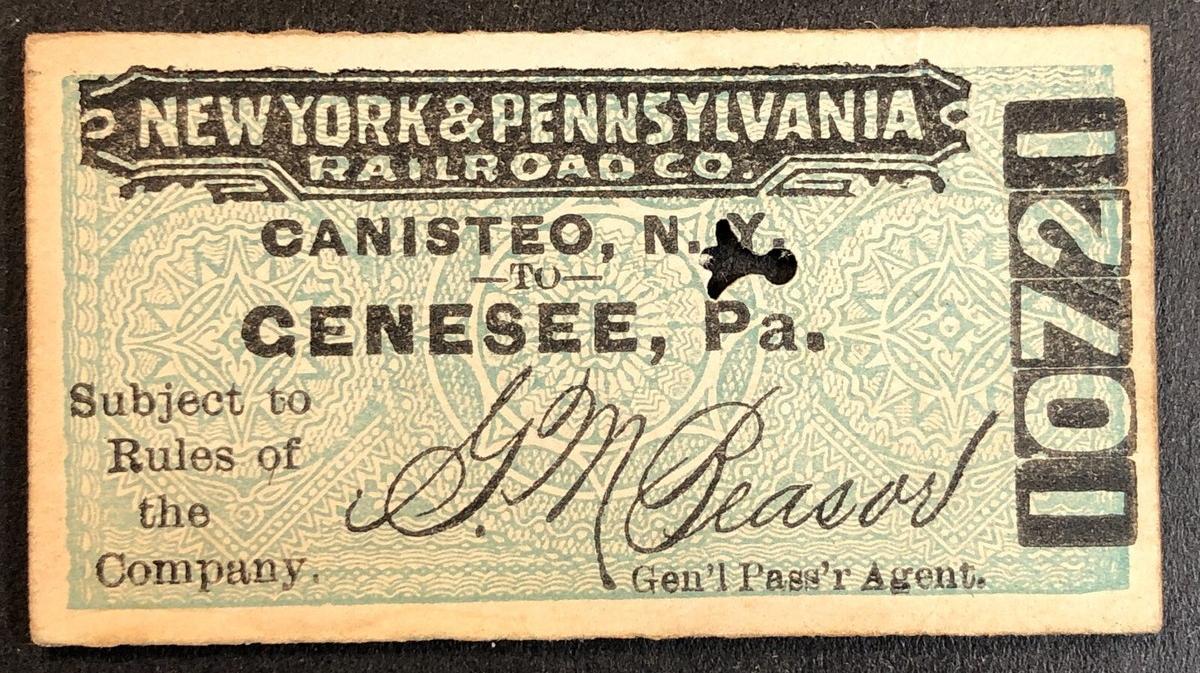 NEW YORK & PENNSYLVANIA
RAILROAD CO.
CANISTEO, N. Y.
—To—
GENESEE, Pa.
Subject to
Rules of
the
Company.
Gen'l Pass'r Agent.
10721